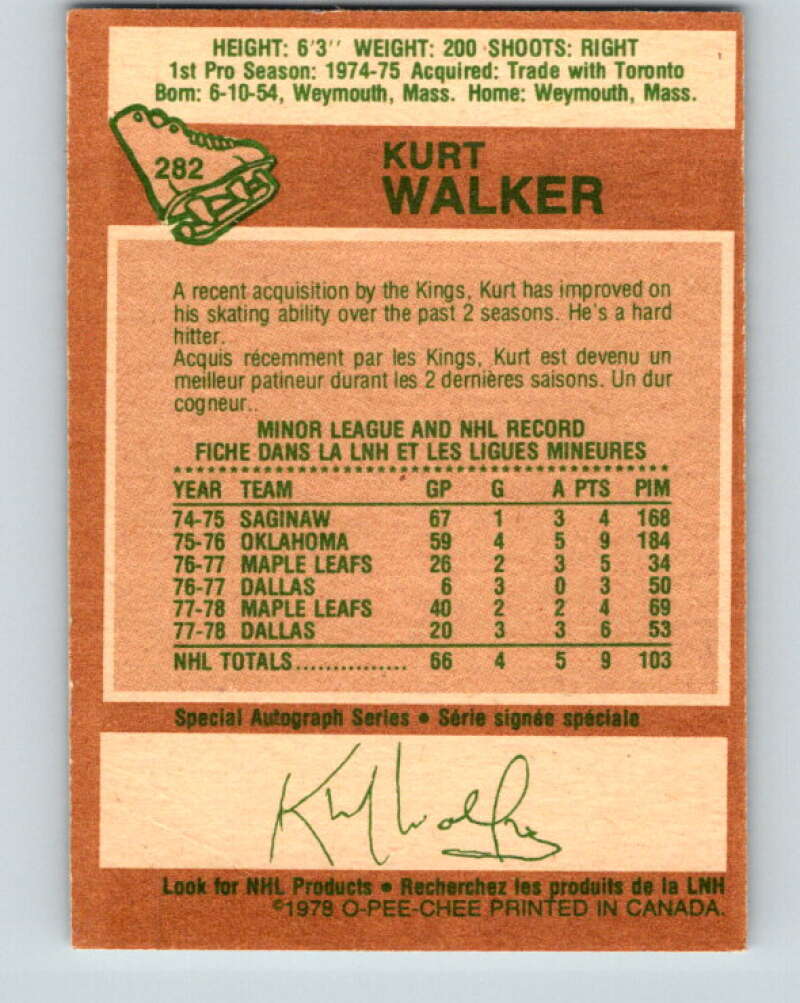 HEIGHT: 6'3'' WEIGHT: 200 SHOOTS: RIGHT
1st Pro Season: 1974-75 Acquired: Trade with Toronto
Born: 6-10-54, Weymouth, Mass. Home: Weymouth, Mass.
282
KURT
WALKER
A recent acquisition by the Kings, Kurt has improved on
his skating ability over the past 2 seasons. He's a hard
hitter.
Acquis récemment par les Kings, Kurt est devenu un
meilleur patineur durant les 2 dernières saisons. Un dur
cogneur..
MINOR LEAGUE AND NHL RECORD
FICHE DANS LA LNH ET LES LIGUES MINEURES
YEAR TEAM GP G A PTS PIM
74-75 SAGINAW 67 1 3 4 168
75-76 OKLAHOMA 59 4 5 9 184
76-77 MAPLE LEAFS 26 2 3 5 34
76-77 DALLAS 6 3 0 3 50
77-78 MAPLE LEAFS 40 2 2 4 69
77-78 DALLAS 20 3 3 6 53
NHL TOTALS............... 66 4 5 9 103
Special Autograph Series • Série signée spéciale
Kurt Walker
Look for NHL Products • Recherchez les produits de la LNH
©1978 O-PEE-CHEE PRINTED IN CANADA.